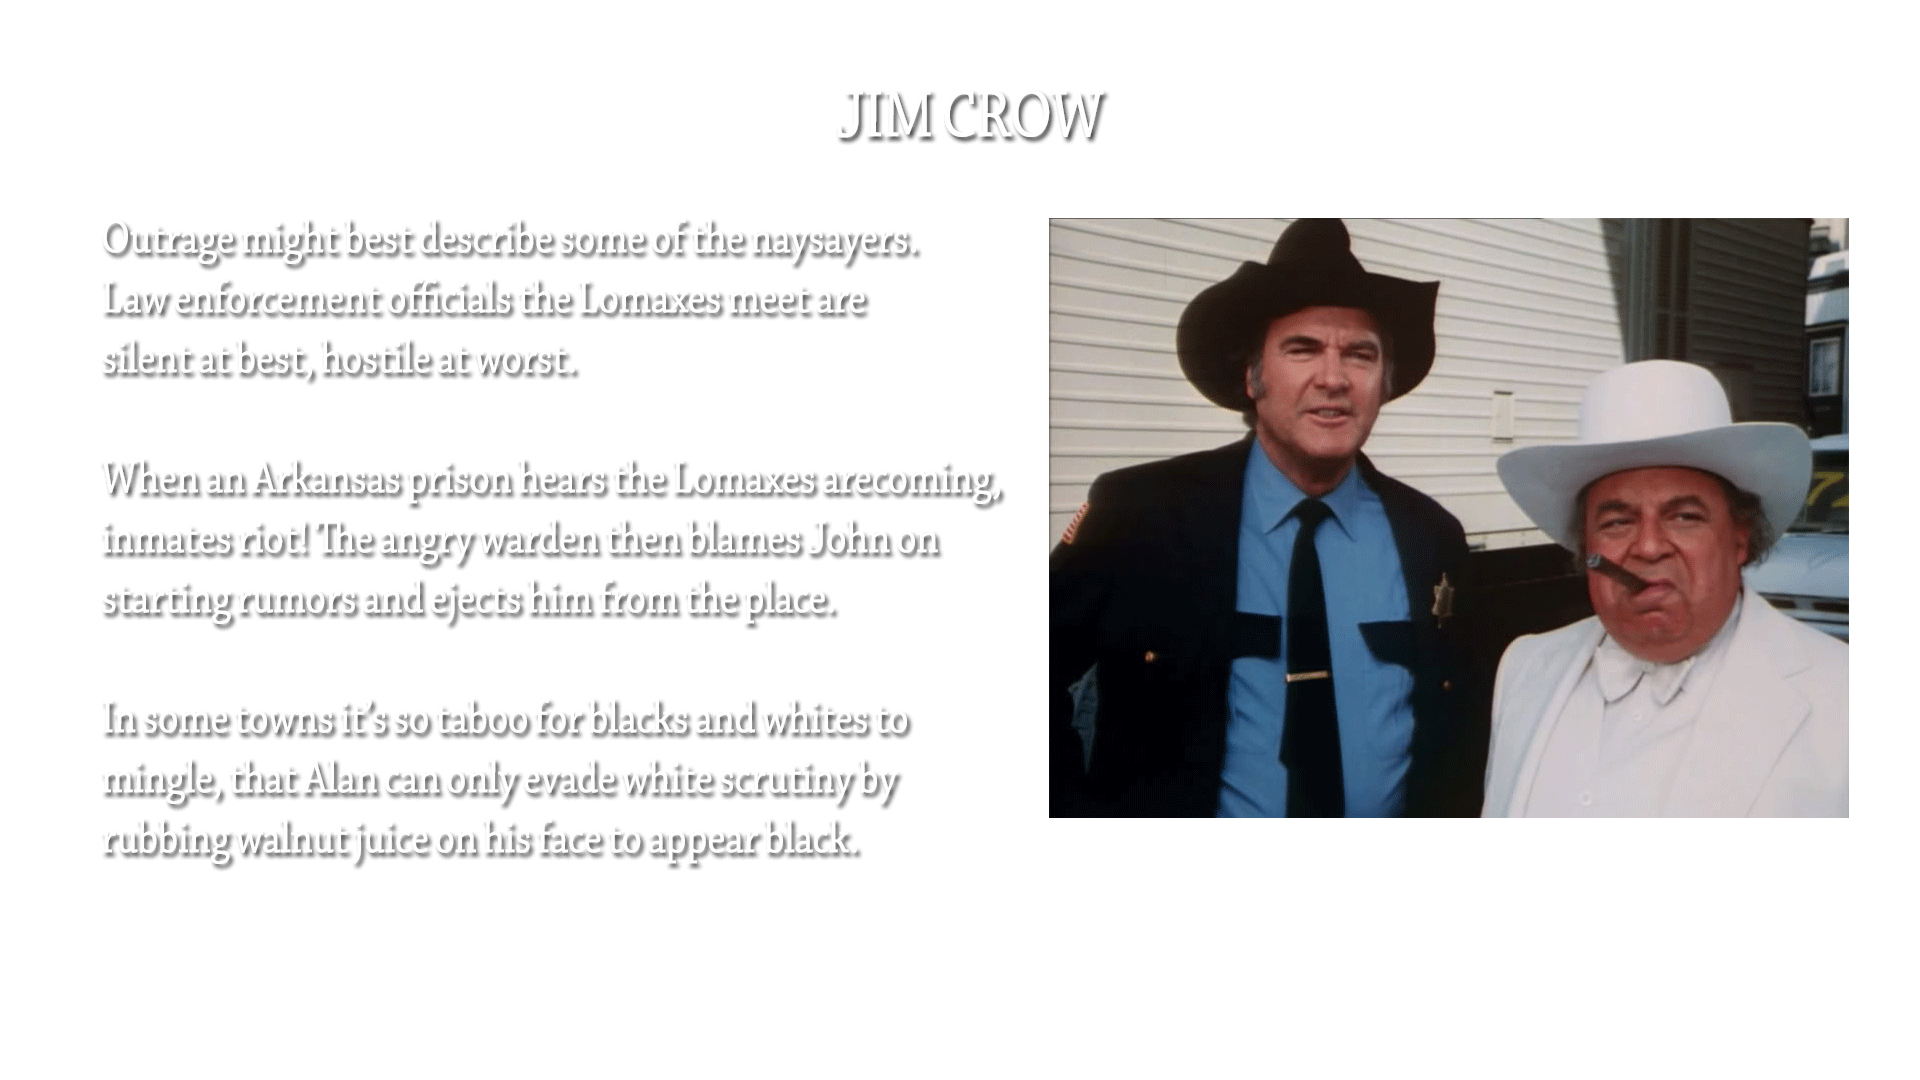 JIM CROW
Outrage might best describe some of the naysayers.
Law enforcement officials the Lomaxes meet are
silent at best, hostile at worst.
When an Arkansas prison hears the Lomaxes arecoming,
inmates riot! The angry warden then blames John on
starting rumors and ejects him from the place.
In some towns it’s so taboo for blacks and whites to
mingle, that Alan can only evade white scrutiny by
rubbing walnut juice on his face to appear black.